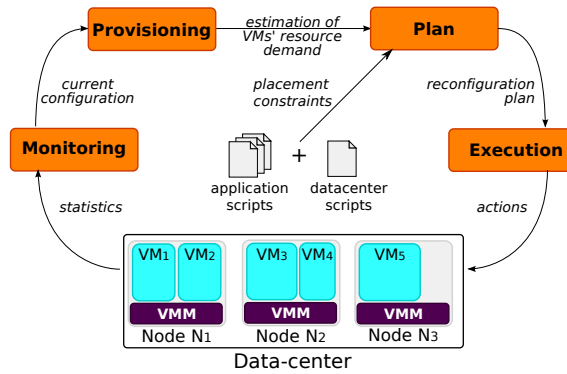 Provisioning
estimation of
VMs' resource
demand
Plan
current
configuration
placement
constraints
reconfiguration
plan
Monitoring
+
Execution
application
scripts
datacenter
scripts
statistics
actions
VM1 VM2 VM3 VM4 VM5
VMM VMM VMM
Node N1 Node N2 Node N3
Data-center